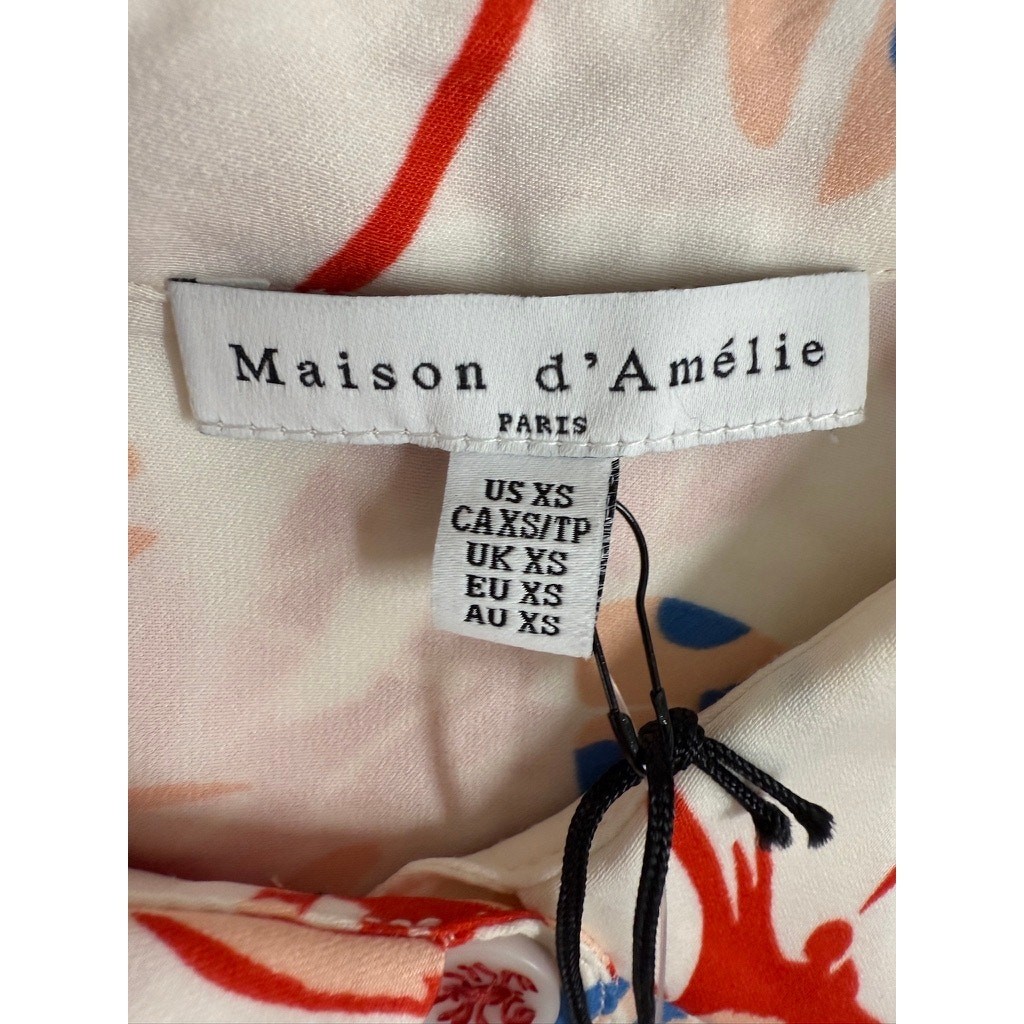 Maison d'Amélie
PARIS
US XS
CA XS/TP
UK XS
EU XS
AU XS